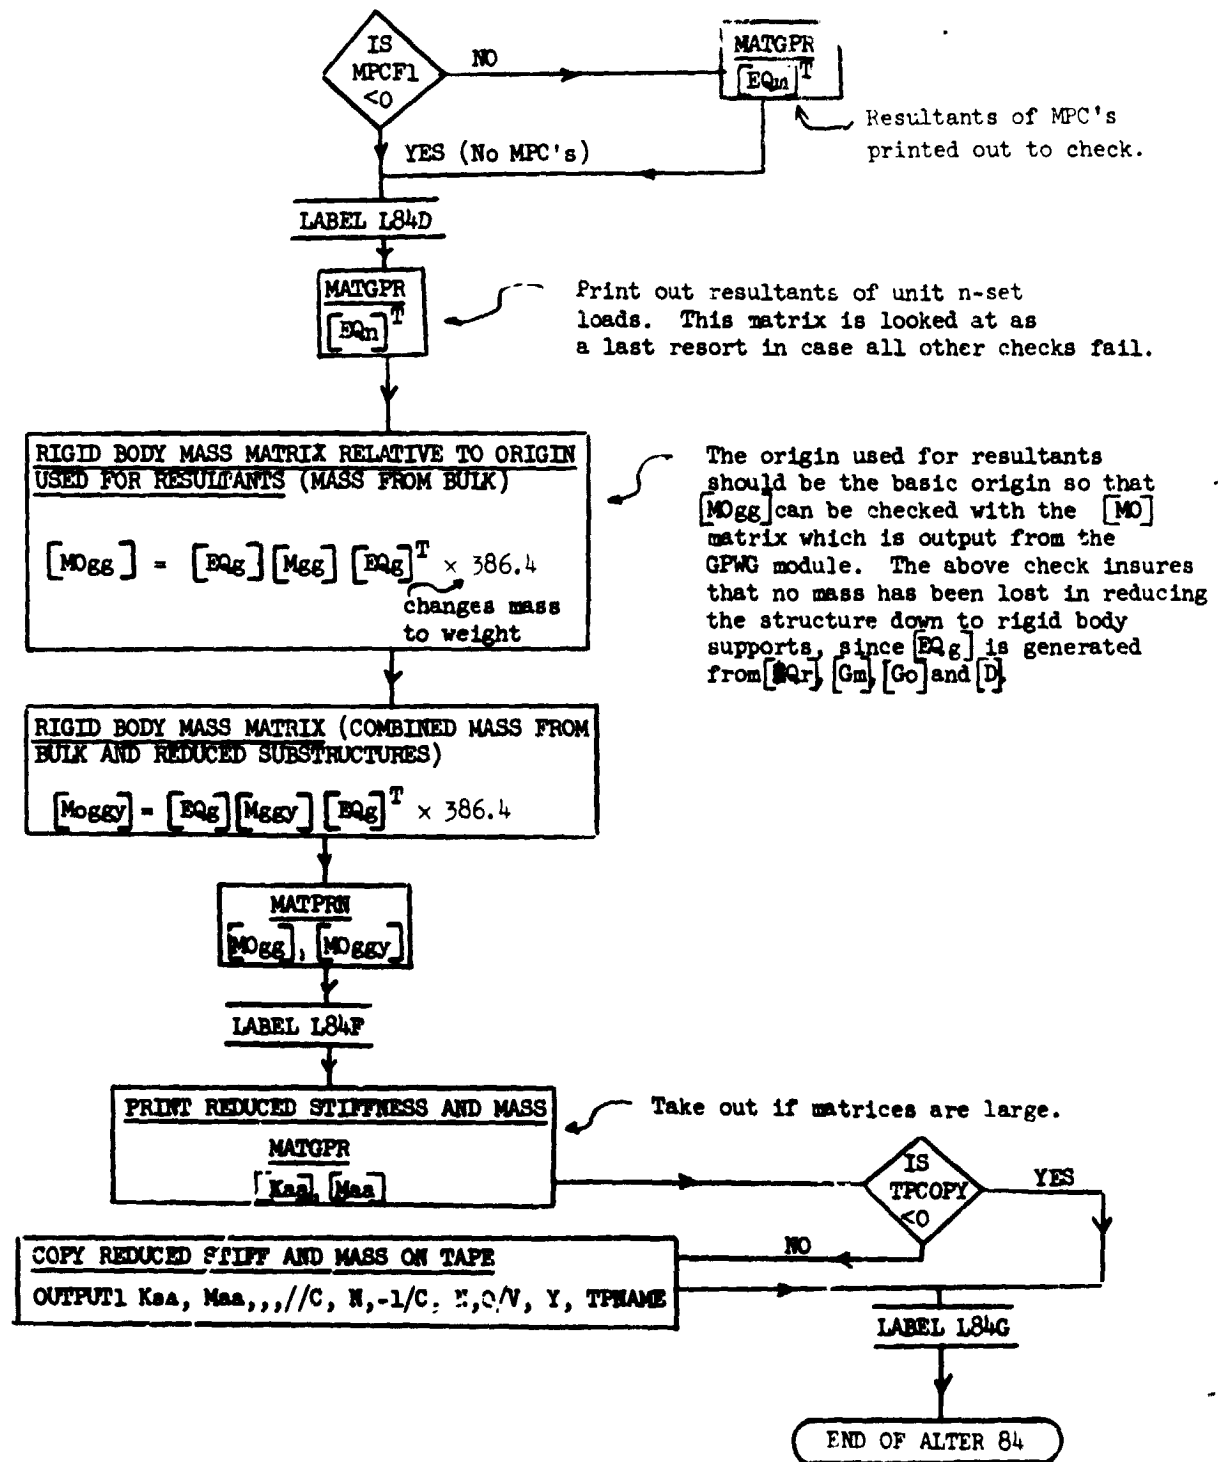 IS
MPCF1
<0
NO
MATGPR
[EQm]T
Resultants of MPC's
printed out to check.
YES (No MPC's)
LABEL L84D
MATGPR
[EQn]T
Print out resultants of unit n-set
loads. This matrix is looked at as
a last resort in case all other checks fail.
RIGID BODY MASS MATRIX RELATIVE TO ORIGIN
USED FOR RESULTANTS (MASS FROM BULK)
[MOgg] = [EQg][Mgg][EQg]T × 386.4
changes mass
to weight
The origin used for resultants
should be the basic origin so that
[MOgg] can be checked with the [MO]
matrix which is output from the
GPWG module. The above check insures
that no mass has been lost in reducing
the structure down to rigid body
supports, since [EQg] is generated
from [EQr], [Gm], [Go] and [D].
RIGID BODY MASS MATRIX (COMBINED MASS FROM
BULK AND REDUCED SUBSTRUCTURES)
[Moggy] = [EQg][Mggy][EQg]T × 386.4
MATPRN
[MOgg], [MOggy]
LABEL L84F
PRINT REDUCED STIFFNESS AND MASS
MATGPR
[Kaa], [Maa]
Take out if matrices are large.
IS
TPCOPY
<0
YES
NO
COPY REDUCED STIFF AND MASS ON TAPE
OUTPUT1 Kaa, Maa,,,//C, N,-1/C, N,0/V, Y, TPNAME
LABEL L84G
END OF ALTER 84